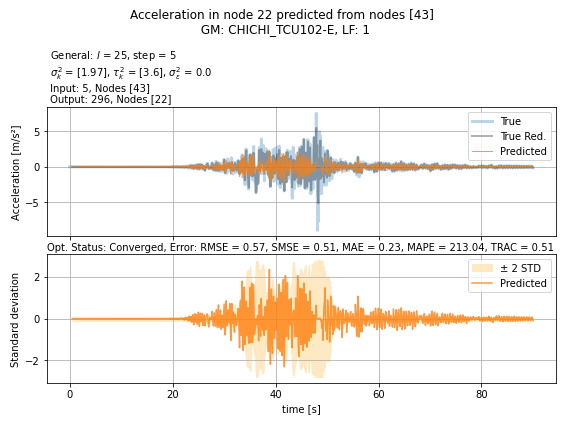 Acceleration in node 22 predicted from nodes [43]
GM: CHICHI_TCU102-E, LF: 1
General: l = 25, step = 5
σ²ₖ = [1.97], τ²ₖ = [3.6], σ²ε = 0.0
Input: 5, Nodes [43]
Output: 296, Nodes [22]
Acceleration [m/s²]
5
0
−5
True
True Red.
Predicted
Opt. Status: Converged, Error: RMSE = 0.57, SMSE = 0.51, MAE = 0.23, MAPE = 213.04, TRAC = 0.51
Standard deviation
2
0
−2
± 2 STD
Predicted
0 20 40 60 80
time [s]